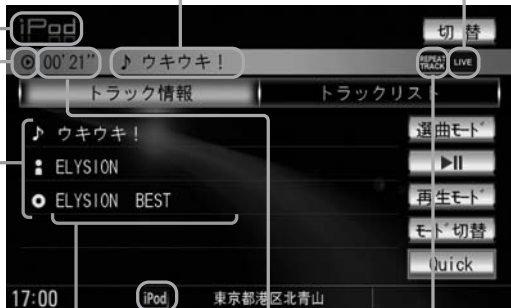 iPod 切 替
00'21" ♪ ウキウキ！ REPEAT TRACK LIVE
トラック情報 トラックリスト
♪ ウキウキ！ 選曲ﾓｰﾄﾞ
ELYSION ▶II
ELYSION BEST 再生ﾓｰﾄﾞ
ﾓｰﾄﾞ切替
Quick
17:00 iPod 東京都港区北青山